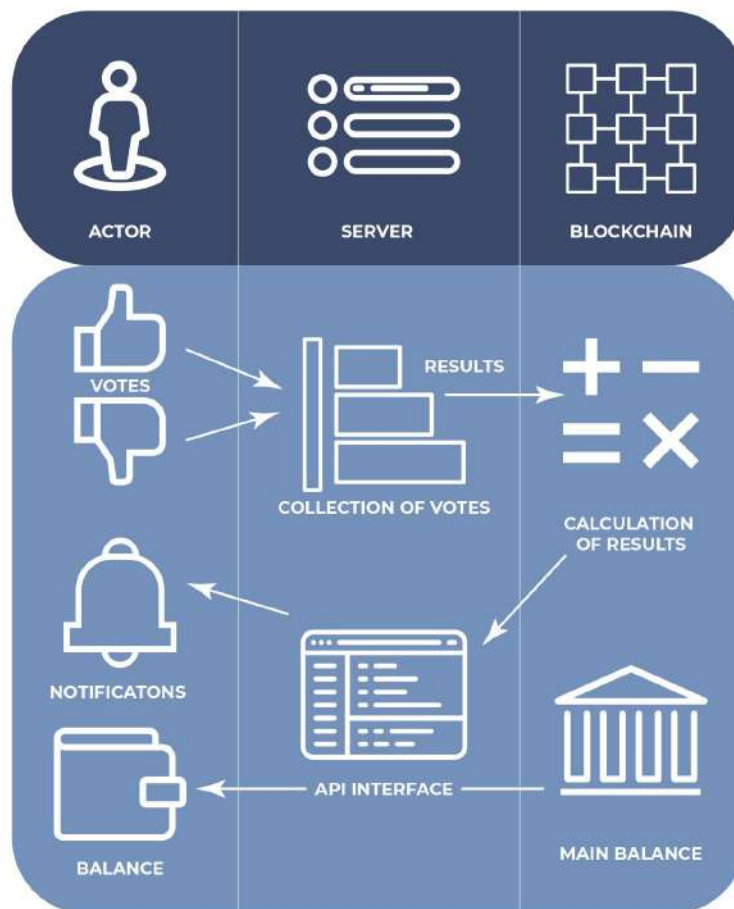 ACTOR
SERVER
BLOCKCHAIN
VOTES
RESULTS
COLLECTION OF VOTES
CALCULATION
OF RESULTS
NOTIFICATONS
API INTERFACE
BALANCE
MAIN BALANCE